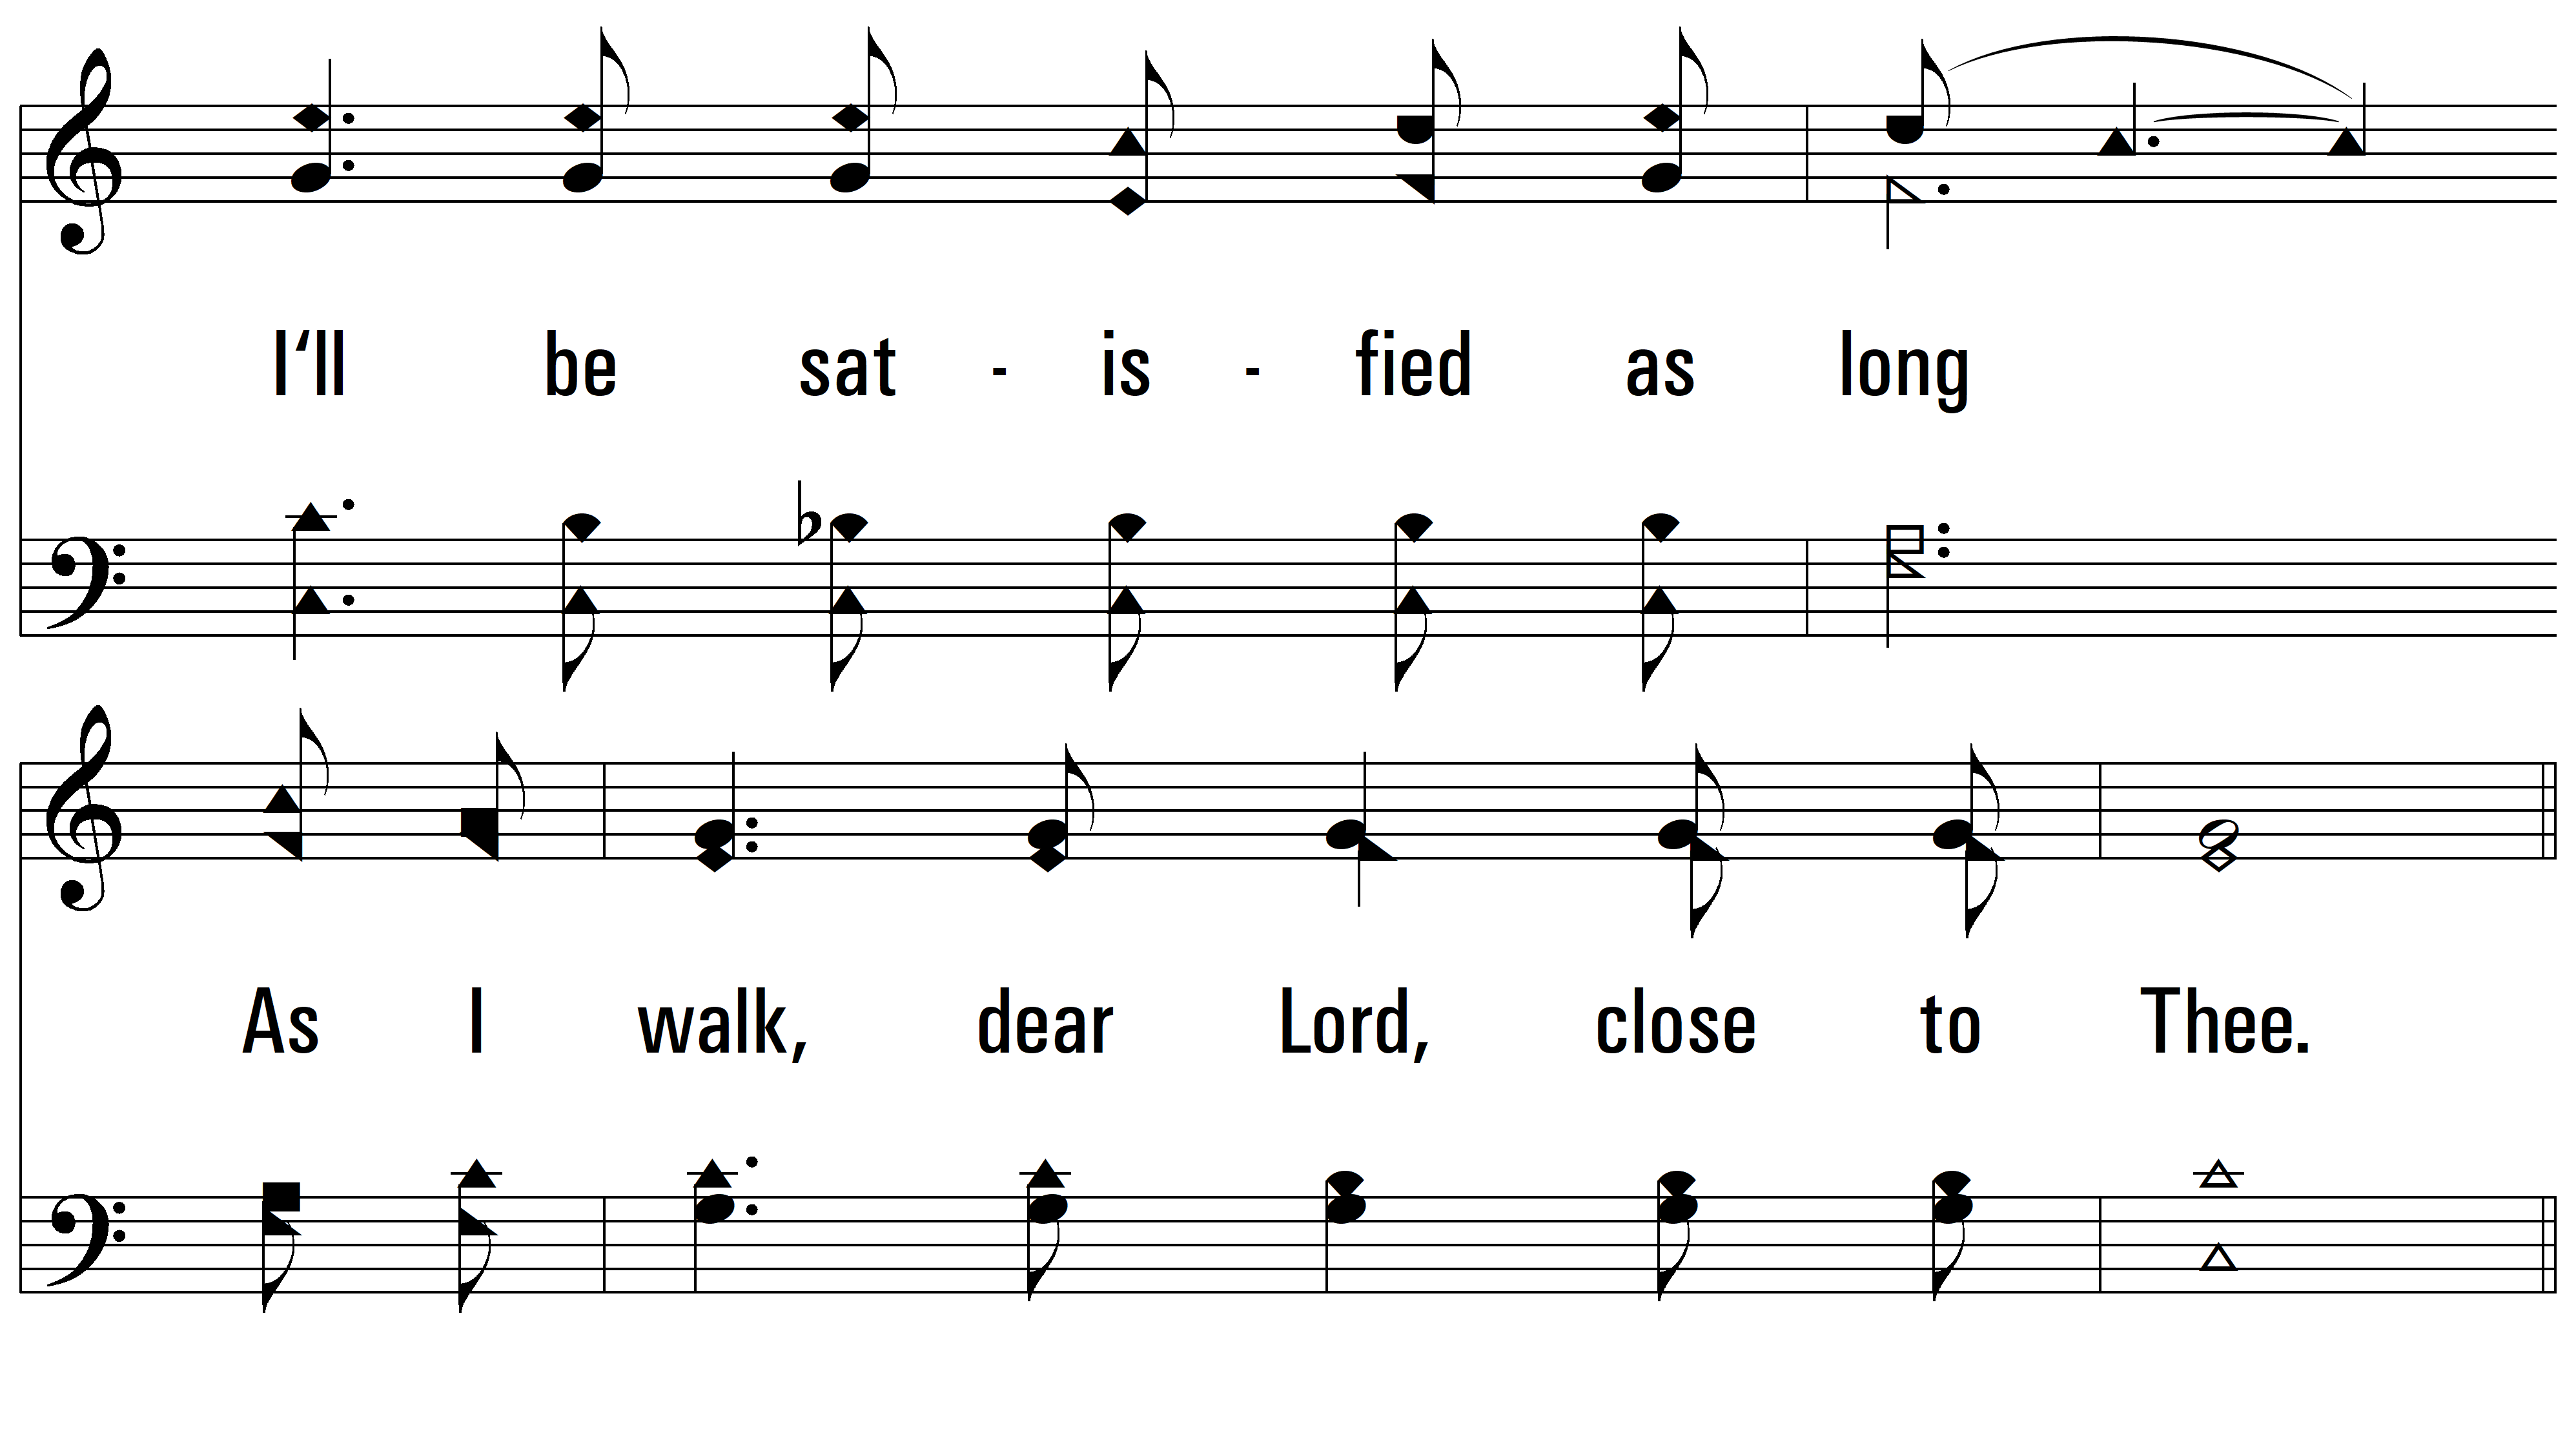 I‘ll be sat - is - fied as long
As I walk, dear Lord, close to Thee.